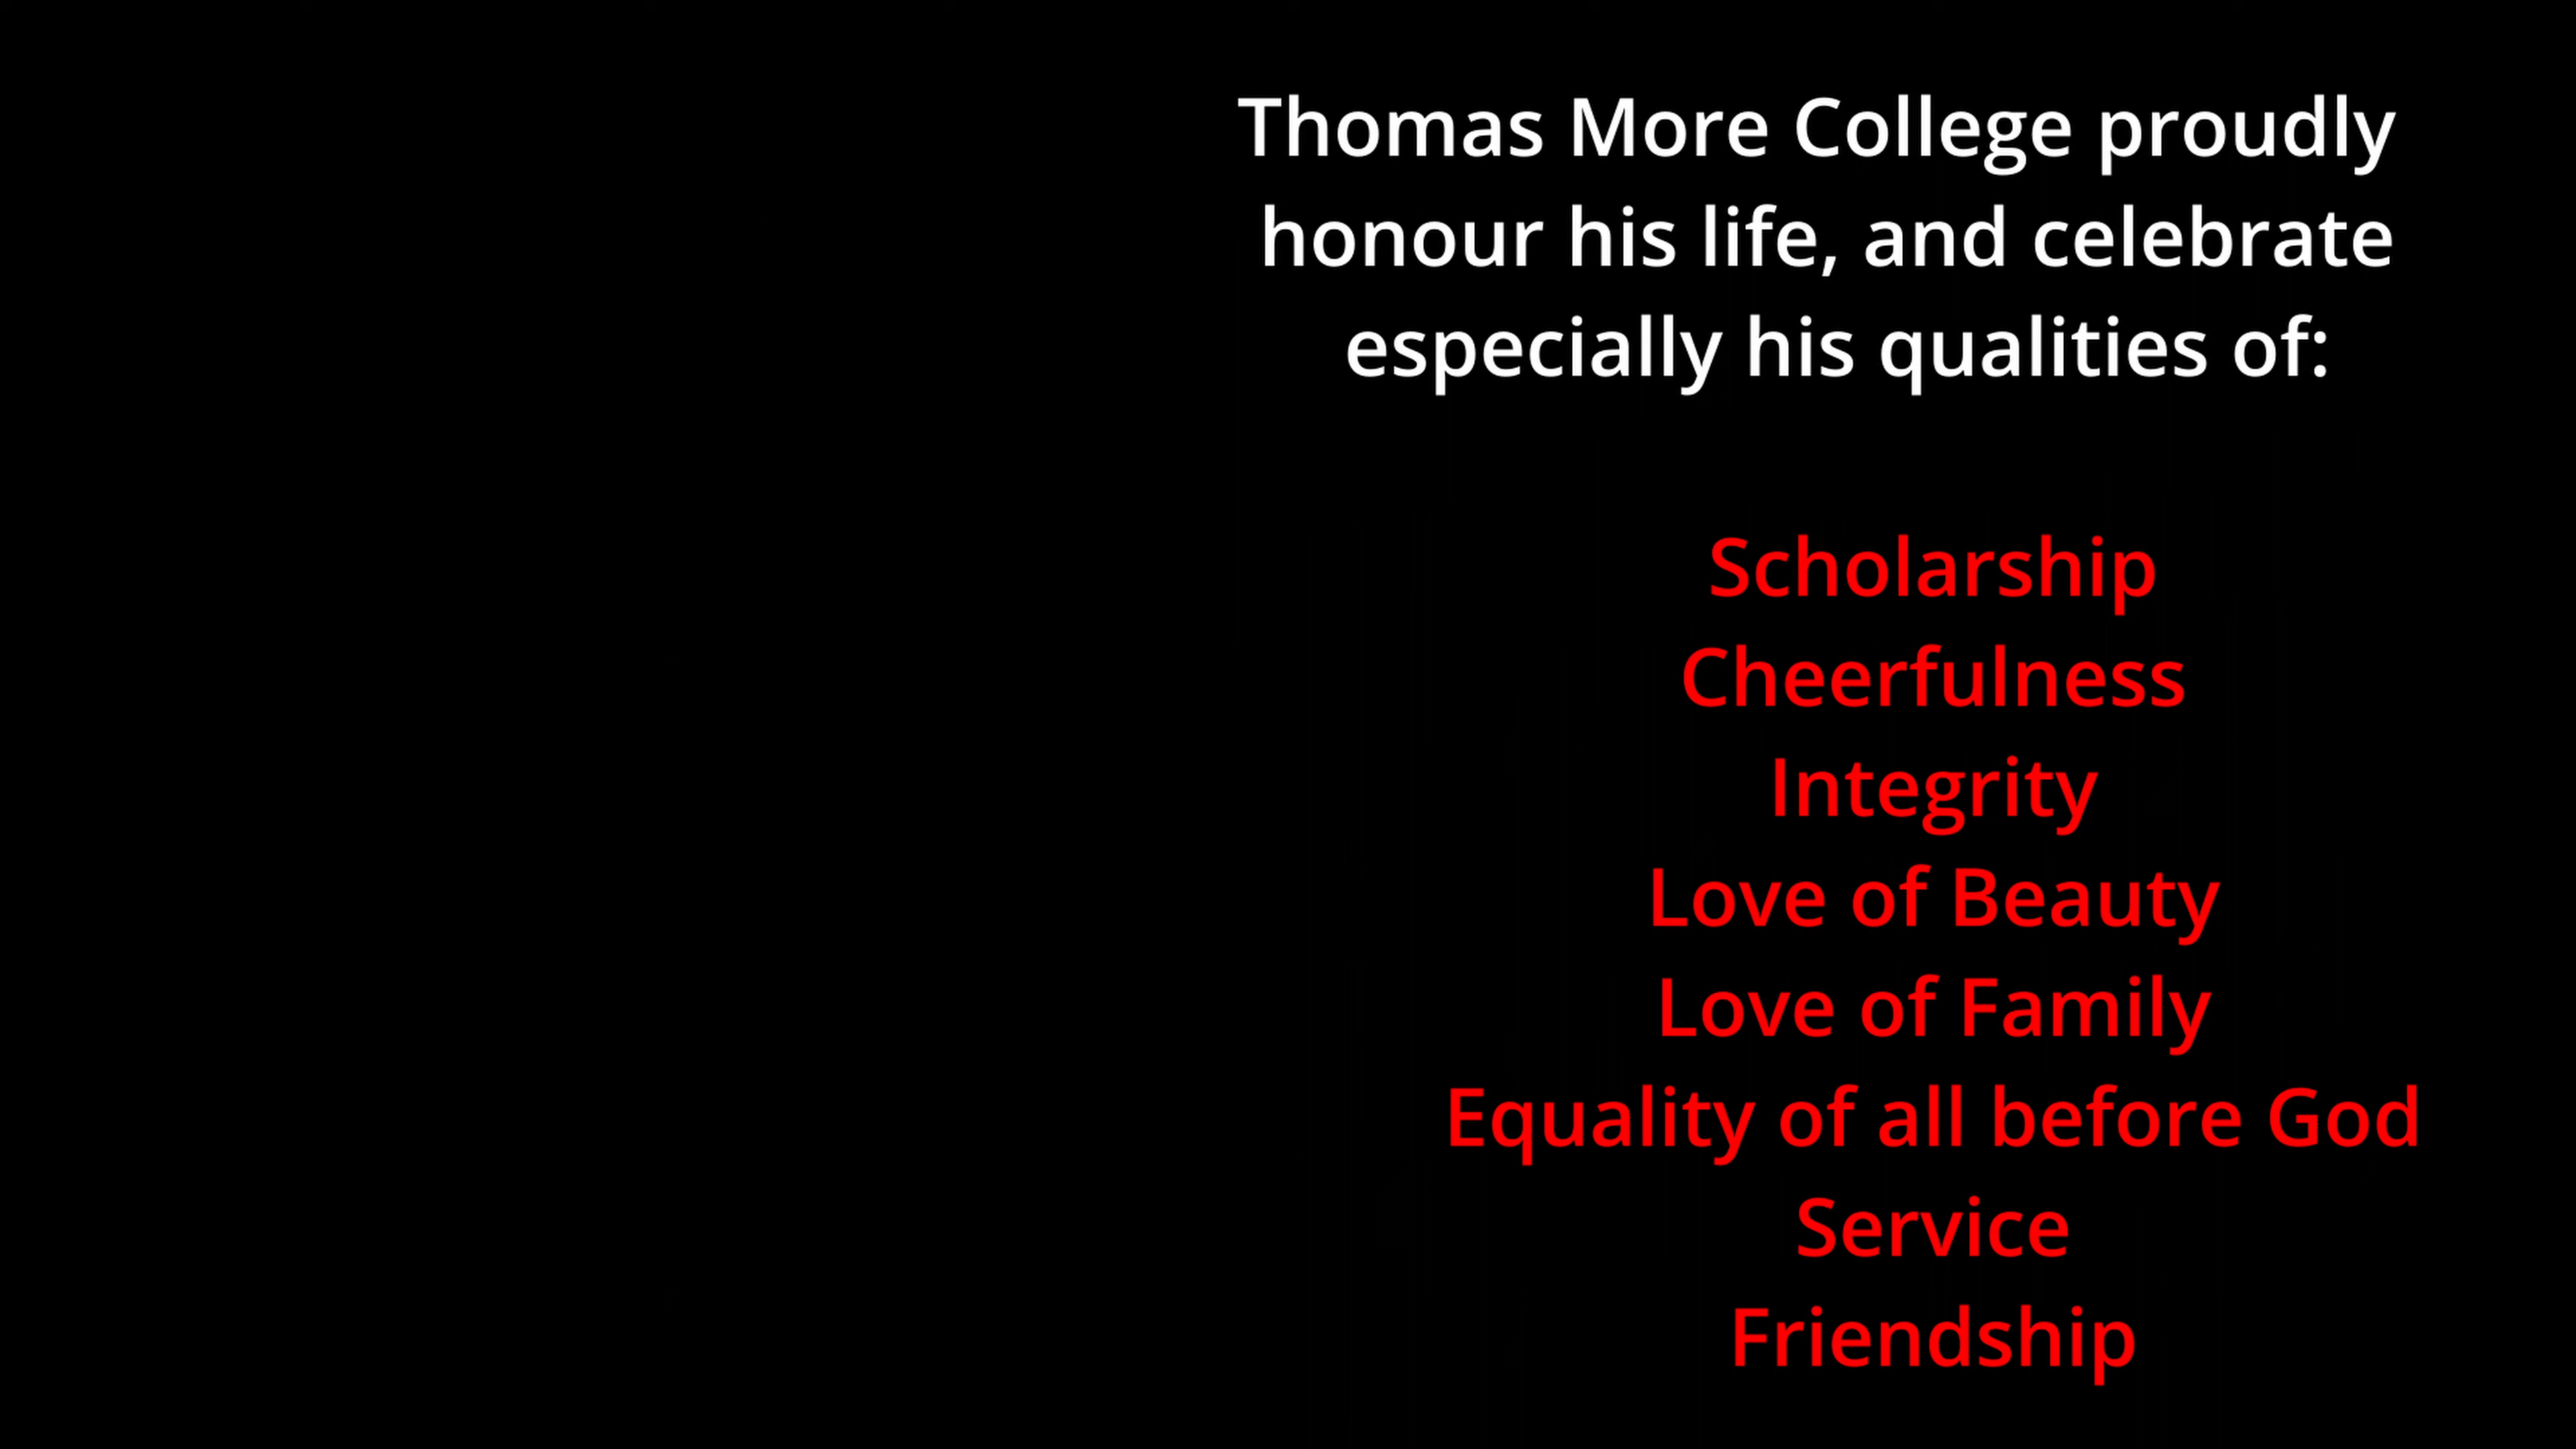 Thomas More College proudly
honour his life, and celebrate
especially his qualities of:
Scholarship
Cheerfulness
Integrity
Love of Beauty
Love of Family
Equality of all before God
Service
Friendship